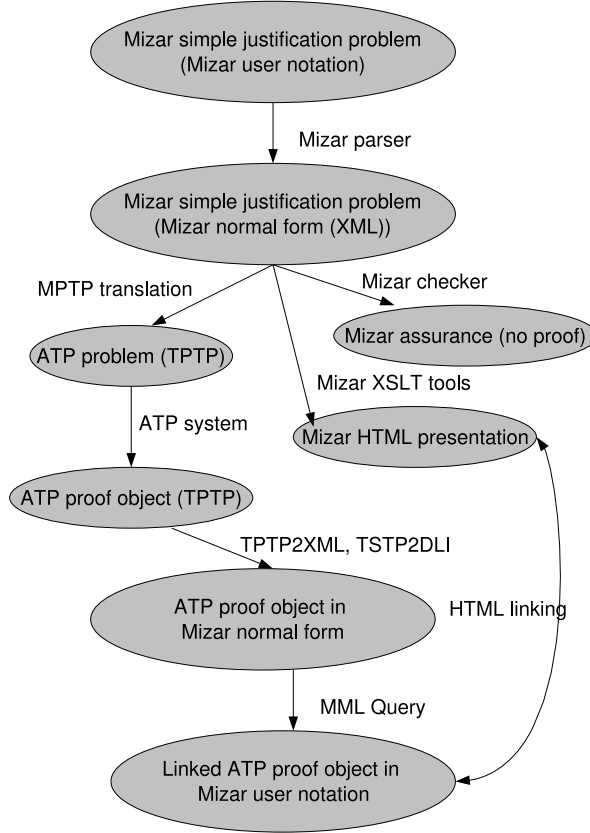 Mizar simple justification problem
(Mizar user notation)
Mizar parser
Mizar simple justification problem
(Mizar normal form (XML))
MPTP translation
Mizar checker
Mizar assurance (no proof)
ATP problem (TPTP)
Mizar XSLT tools
ATP system
Mizar HTML presentation
ATP proof object (TPTP)
TPTP2XML, TSTP2DLI
ATP proof object in
Mizar normal form
HTML linking
MML Query
Linked ATP proof object in
Mizar user notation